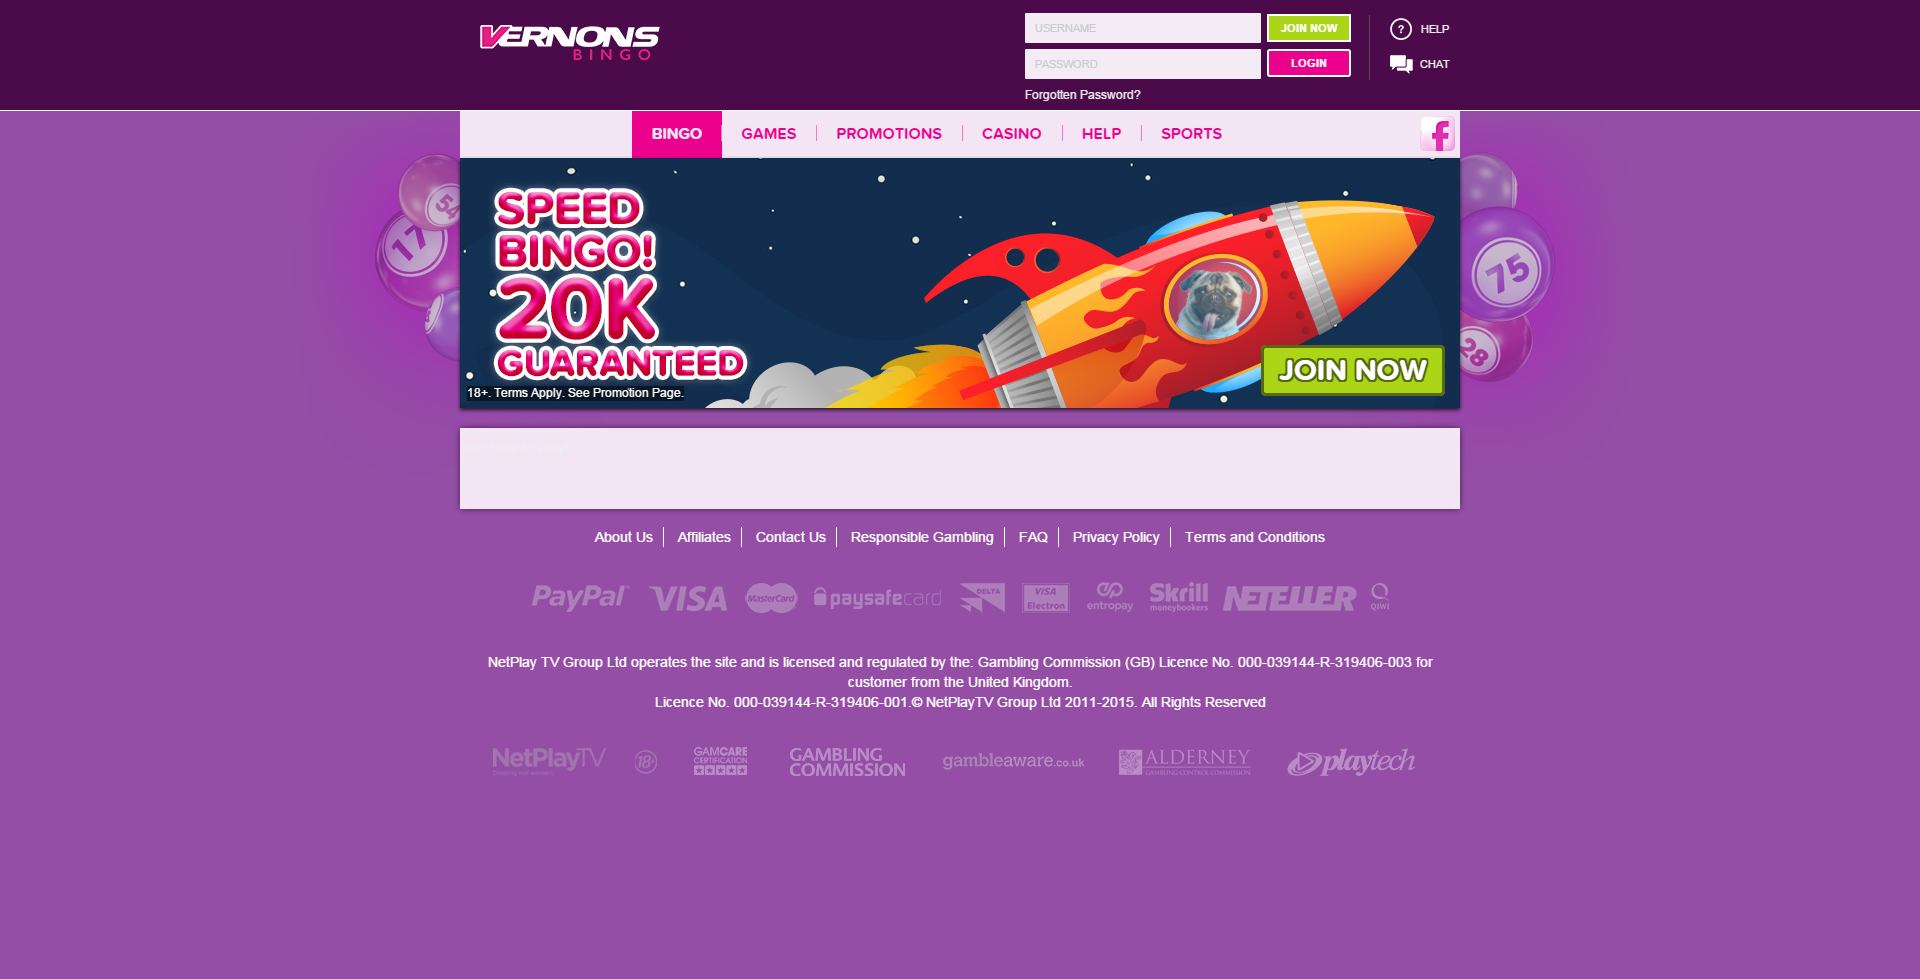 VERNONS
BINGO
USERNAME
JOIN NOW
HELP
PASSWORD
LOGIN
CHAT
Forgotten Password?
BINGO
GAMES
PROMOTIONS
CASINO
HELP
SPORTS
54
17
75
28
SPEED
BINGO!
20K
GUARANTEED
18+. Terms Apply. See Promotion Page.
JOIN NOW
About Us
Affiliates
Contact Us
Responsible Gambling
FAQ
Privacy Policy
Terms and Conditions
PayPal
VISA
MasterCard
paysafecard
DELTA
VISA
Electron
entropay
Skrill
moneybookers
NETELLER
QIWI
NetPlay TV Group Ltd operates the site and is licensed and regulated by the: Gambling Commission (GB) Licence No. 000-039144-R-319406-003 for
customer from the United Kingdom.
Licence No. 000-039144-R-319406-001.© NetPlayTV Group Ltd 2011-2015. All Rights Reserved
NetPlayTV
18+
GAMCARE
CERTIFICATION
GAMBLING
COMMISSION
gambleaware.co.uk
ALDERNEY
GAMBLING CONTROL COMMISSION
playtech